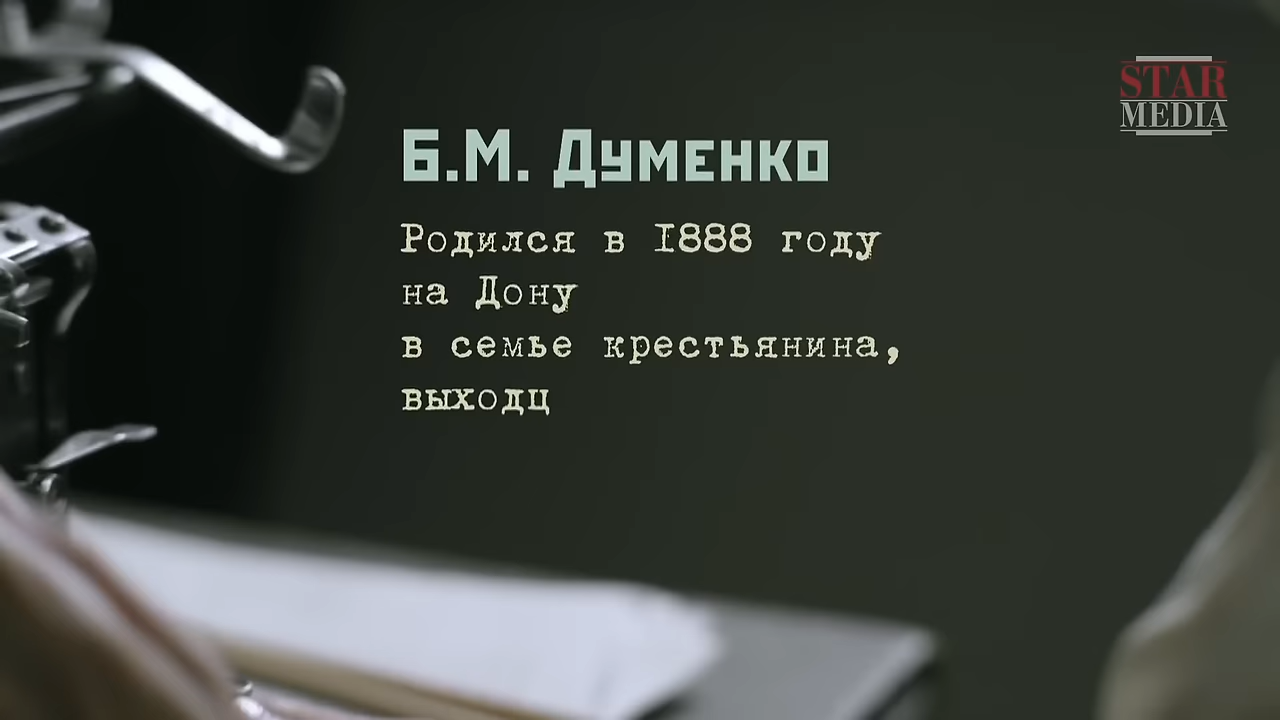 STAR
MEDIA
Б.М. Думенко
Родился в 1888 году
на Дону
в семье крестьянина,
выходц